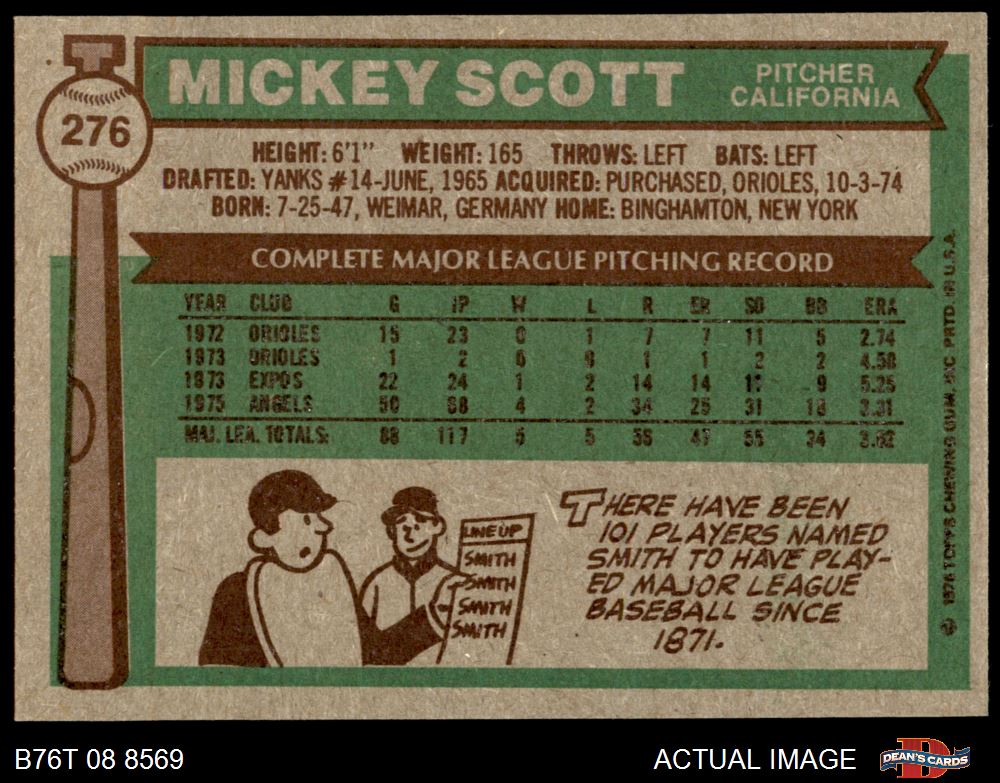 T
276
MICKEY SCOTT
PITCHER
CALIFORNIA
HEIGHT: 6'1" WEIGHT: 165 THROWS: LEFT BATS: LEFT
DRAFTED: YANKS #14-JUNE, 1965 ACQUIRED: PURCHASED, ORIOLES, 10-3-74
BORN: 7-25-47, WEIMAR, GERMANY HOME: BINGHAMTON, NEW YORK
COMPLETE MAJOR LEAGUE PITCHING RECORD
YEAR CLUB G IP W L R ER SO BB ERA
1972 ORIOLES 15 23 0 1 7 7 11 5 2.74
1973 ORIOLES 1 2 0 0 1 1 2 2 4.50
1973 EXPOS 22 24 1 2 14 14 11 9 5.25
1975 ANGELS 50 68 4 2 34 25 31 18 3.31
MAJ. LEA. TOTALS: 88 117 5 5 56 47 55 34 3.62
LINE UP
SMITH
SMITH
SMITH
SMITH
THERE HAVE BEEN
101 PLAYERS NAMED
SMITH TO HAVE PLAY-
ED MAJOR LEAGUE
BASEBALL SINCE
1871.
© 1976 TOPPS CHEWING GUM, INC PRTD. IN U.S.A.
B76T 08 8569
ACTUAL IMAGE
DEAN'S CARDS